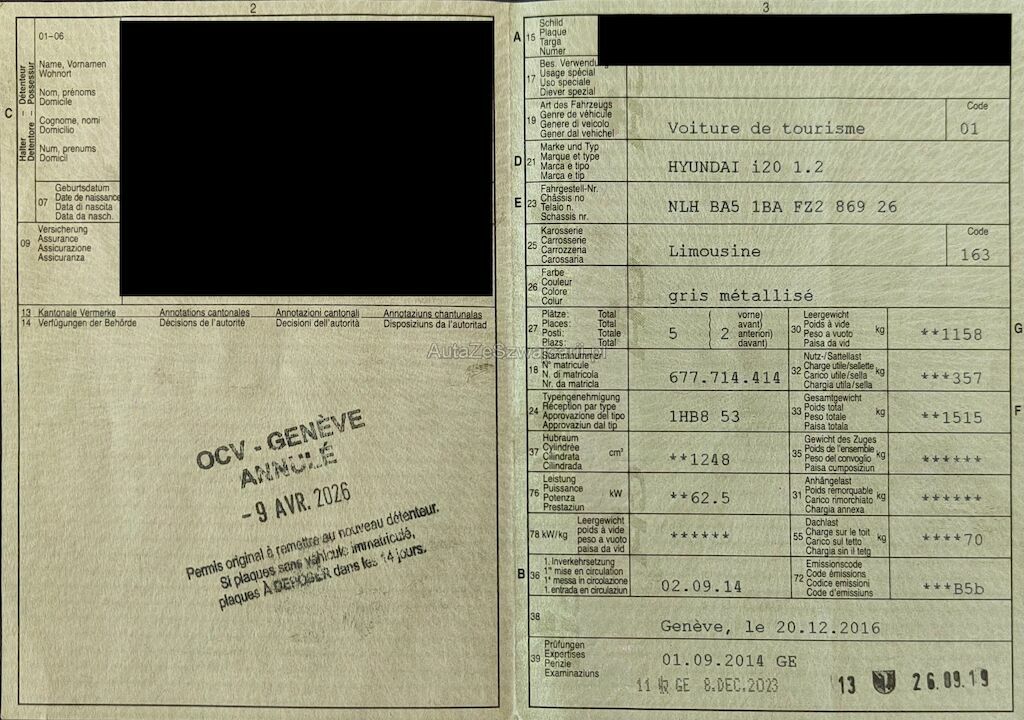 2
01-06
Halter – Détenteur
Detentore – Possessur
Name, Vornamen
Wohnort
Nom, prénoms
Domicile
Cognome, nomi
Domicilio
Num, prenums
Domicil
C
07
Geburtsdatum
Date de naissance
Data di nascita
Data da nasch.
09
Versicherung
Assurance
Assicurazione
Assicuranza
13 Kantonale Vermerke Annotations cantonales Annotazioni cantonali Annotaziuns chantunalas
14 Verfügungen der Behörde Décisions de l'autorité Decisioni dell'autorità Disposiziuns da l'autoritad
OCV - GENÈVE
ANNULÉ
- 9 AVR. 2026
Permis original à remettre au nouveau détenteur.
Si plaques sans véhicule immatriculé,
plaques A DEPOSER dans les 14 jours.
AutaZeSzwajcarii.pl
3
A 15
Schild
Plaque
Targa
Numer
17
Bes. Verwendung
Usage spécial
Uso speciale
Diever spezial
19
Art des Fahrzeugs
Genre de véhicule
Genere di veicolo
Gener dal vehichel
Voiture de tourisme
Code
01
D 21
Marke und Typ
Marque et type
Marca e tipo
Marca e tip
HYUNDAI i20 1.2
E 23
Fahrgestell-Nr.
Châssis no
Telaio n.
Schassis nr.
NLH BA5 1BA FZ2 869 26
25
Karosserie
Carrosserie
Carrozzeria
Carossaria
Limousine
Code
163
26
Farbe
Couleur
Colore
Colur
gris métallisé
27
Plätze: Total
Places: Total
Posti: Totale
Plazs: Total
5
( vorne)
( avant)
( anteriori)
( davant)
2
30
Leergewicht
Poids à vide
Peso a vuoto
Paisa da vid
kg
**1158
G
18
Stammnummer
N° matricule
N. di matricola
Nr. da matricla
677.714.414
32
Nutz-/Sattellast
Charge utile/sellette
Carico utile/sella
Chargia utila/sella
kg
***357
24
Typengenehmigung
Réception par type
Approvazione del tipo
Approvaziun dal tip
1HB8 53
33
Gesamtgewicht
Poids total
Peso totale
Paisa totala
kg
**1515
F
37
Hubraum
Cylindrée
Cilindrata
Cilindrada
cm³
**1248
35
Gewicht des Zuges
Poids de l'ensemble
Peso del convoglio
Paisa cumposiziun
kg
******
76
Leistung
Puissance
Potenza
Prestaziun
kW
**62.5
31
Anhängelast
Poids remorquable
Carico rimorchiato
Chargia annexa
kg
******
78 kW/kg
Leergewicht
poids à vide
peso a vuoto
paisa da vid
******
55
Dachlast
Charge sur le toit
Carico sul tetto
Chargia sin il tetg
kg
****70
B 36
1. Inverkehrsetzung
1re mise en circulation
1a messa in circolazione
1. entrada en circulaziun
02.09.14
72
Emissionscode
Code émissions
Codice emissioni
Code d'emissiuns
***B5b
38
Genève, le 20.12.2016
39
Prüfungen
Expertises
Perizie
Examinaziuns
01.09.2014 GE
11 GE 8.DEC.2023
13 26.09.19